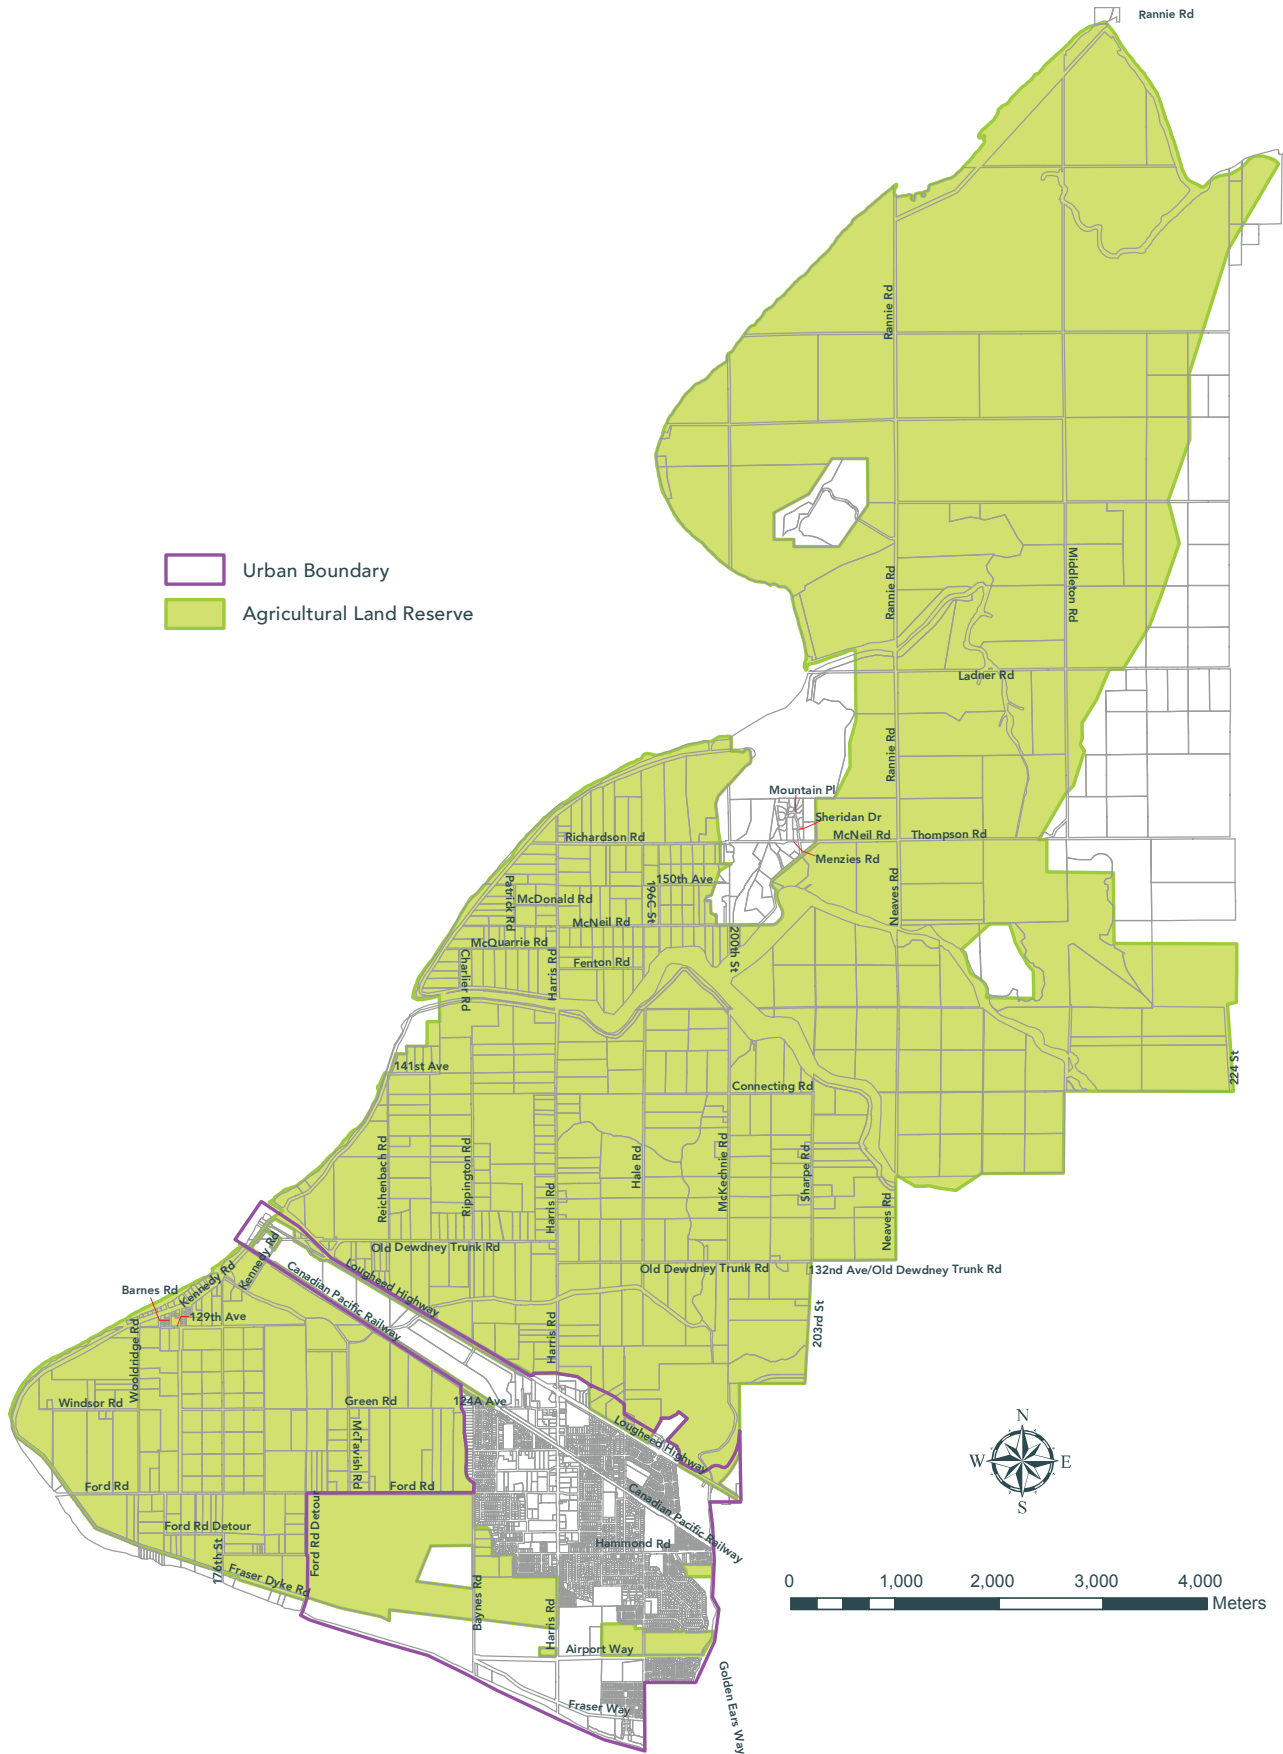 Rannie Rd
Rannie Rd
Urban Boundary
Agricultural Land Reserve
Rannie Rd
Middleton Rd
Ladner Rd
Rannie Rd
Mountain Pl
Sheridan Dr
McNeil Rd
Thompson Rd
Richardson Rd
Menzies Rd
150th Ave
196C St
Patrick Rd
McDonald Rd
Neaves Rd
McNeil Rd
McQuarrie Rd
200th St
Charlier Rd
Harris Rd
Fenton Rd
141st Ave
224 St
Connecting Rd
Reichenbach Rd
Rippington Rd
Harris Rd
Hale Rd
McKechnie Rd
Sharpe Rd
Neaves Rd
Old Dewdney Trunk Rd
Old Dewdney Trunk Rd
132nd Ave/Old Dewdney Trunk Rd
Kennedy Rd
Kennedy Rd
Lougheed Highway
Canadian Pacific Railway
Barnes Rd
129th Ave
Wooldridge Rd
Harris Rd
203rd St
Windsor Rd
Green Rd
124A Ave
McTavish Rd
Lougheed Highway
N
W
E
S
Ford Rd
Ford Rd
Canadian Pacific Railway
Ford Rd Detour
Ford Rd Detour
176th St
Hammond Rd
Fraser Dyke Rd
Baynes Rd
Harris Rd
0 1,000 2,000 3,000 4,000
Meters
Airport Way
Golden Ears Way
Fraser Way